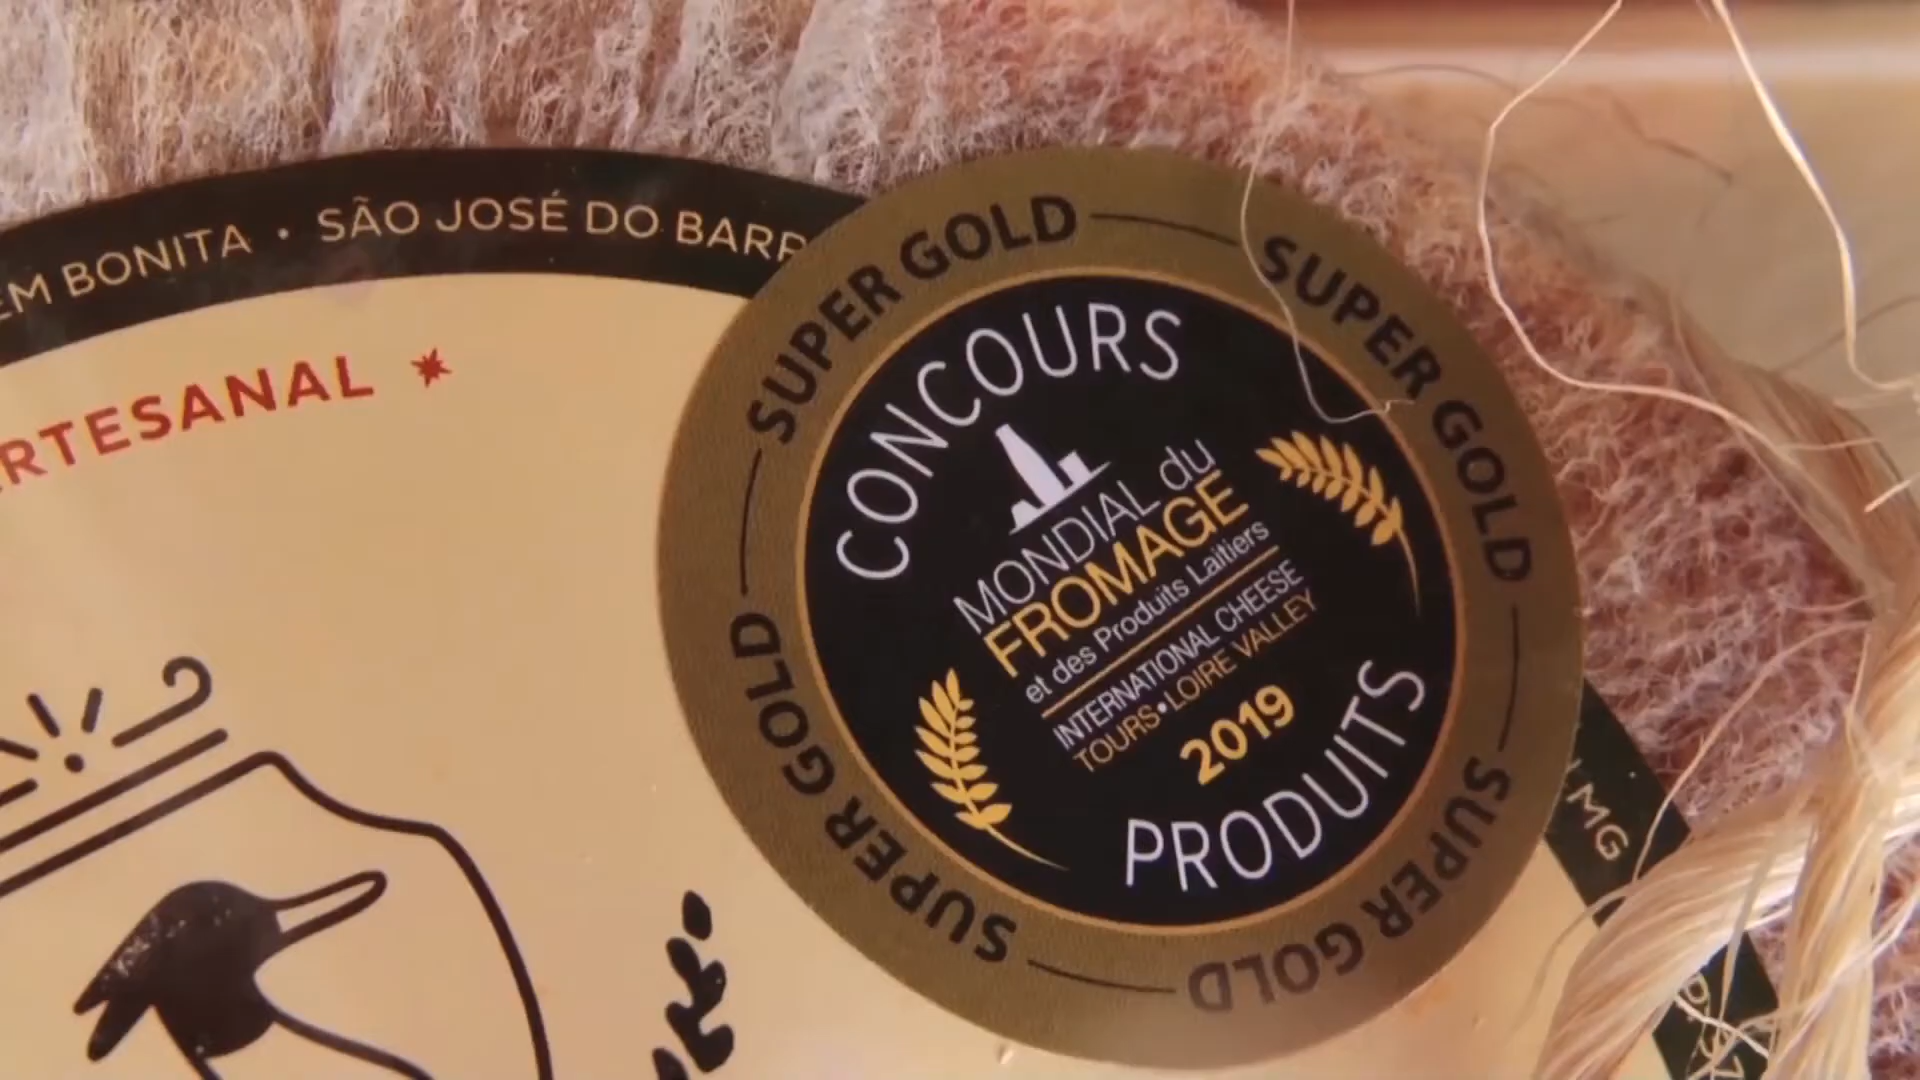 EM BONITA • SÃO JOSÉ DO BARR
RTESANAL
SUPER GOLD
SUPER GOLD
SUPER GOLD
SUPER GOLD
CONCOURS
MONDIAL du
FROMAGE
et des Produits Laitiers
INTERNATIONAL CHEESE
TOURS•LOIRE VALLEY
2019
PRODUITS
MG